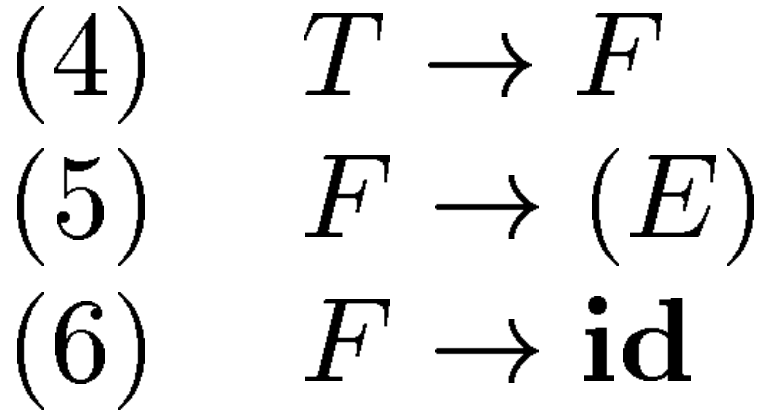 (4) T → F
(5) F → (E)
(6) F → id